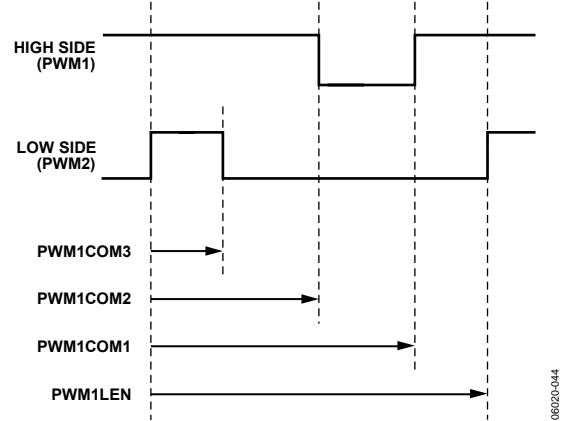 HIGH SIDE
(PWM1)
LOW SIDE
(PWM2)
PWM1COM3
PWM1COM2
PWM1COM1
PWM1LEN
06020-044